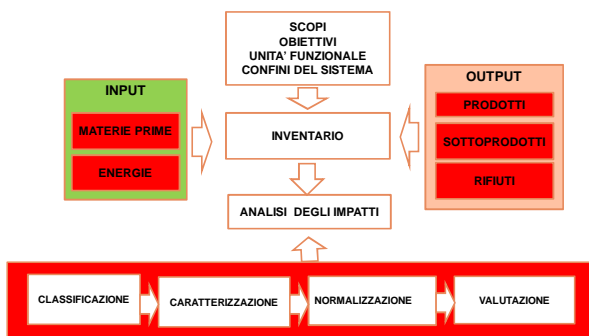 SCOPI
OBIETTIVI
UNITA' FUNZIONALE
CONFINI DEL SISTEMA
INPUT
MATERIE PRIME
ENERGIE
INVENTARIO
OUTPUT
PRODOTTI
SOTTOPRODOTTI
RIFIUTI
ANALISI DEGLI IMPATTI
CLASSIFICAZIONE
CARATTERIZZAZIONE
NORMALIZZAZIONE
VALUTAZIONE